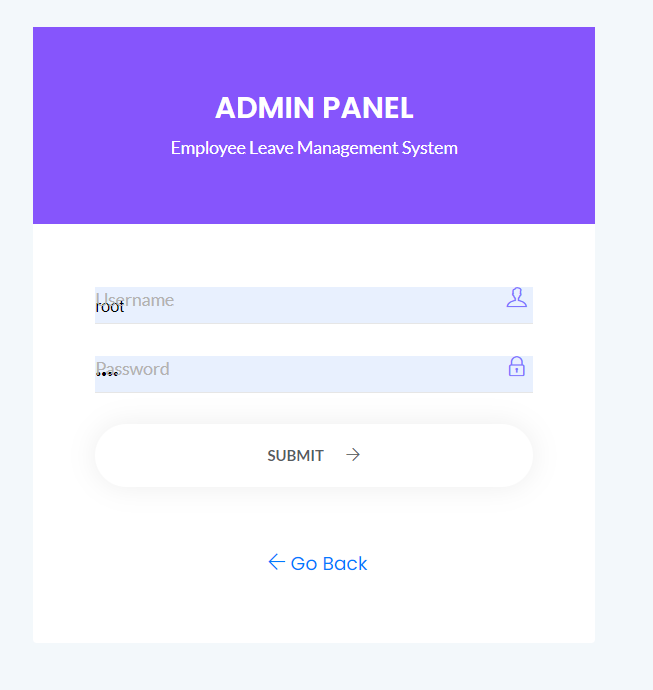 ADMIN PANEL
Employee Leave Management System
Username
root
Password
••••
SUBMIT →
← Go Back